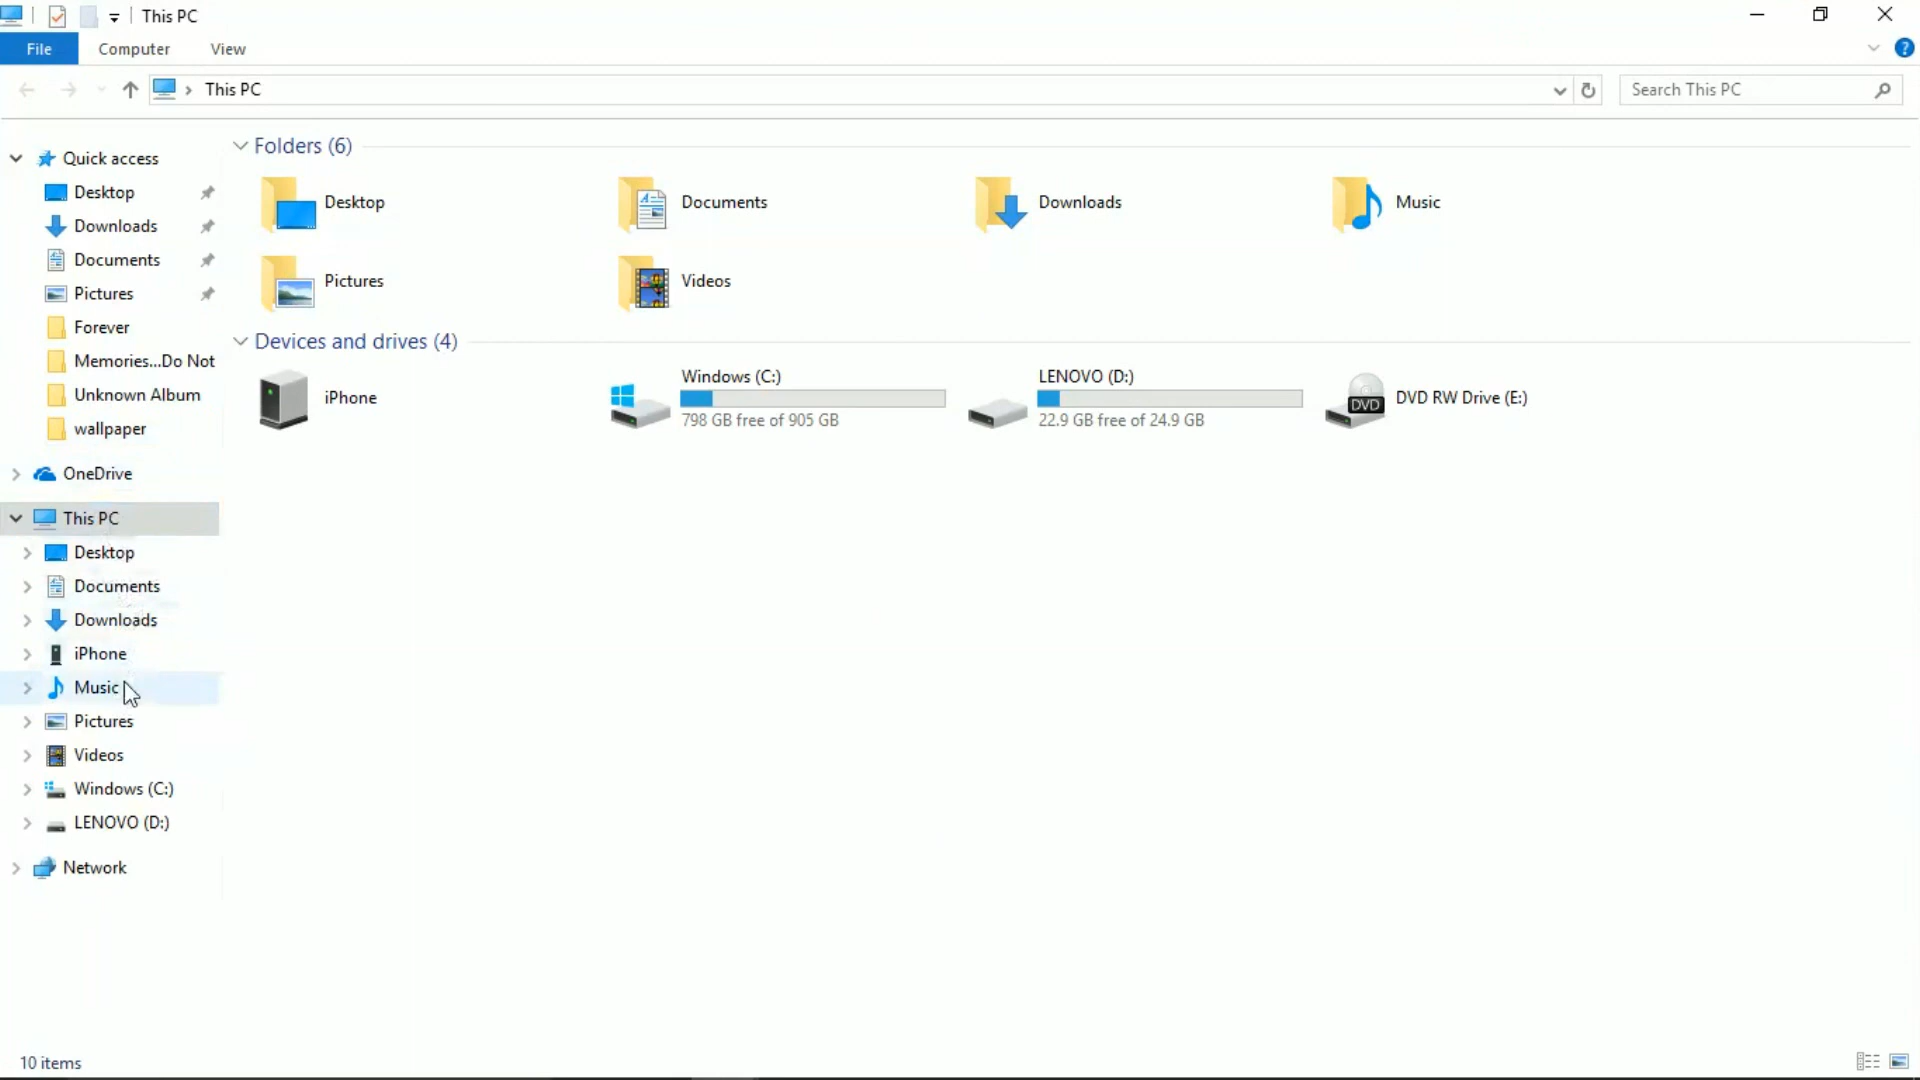 This PC
File
Computer
View
This PC
Search This PC
Quick access
Desktop
Downloads
Documents
Pictures
Forever
Memories...Do Not
Unknown Album
wallpaper
OneDrive
This PC
Desktop
Documents
Downloads
iPhone
Music
Pictures
Videos
Windows (C:)
LENOVO (D:)
Network
Folders (6)
Desktop
Documents
Downloads
Music
Pictures
Videos
Devices and drives (4)
iPhone
Windows (C:)
798 GB free of 905 GB
LENOVO (D:)
22.9 GB free of 24.9 GB
DVD
DVD RW Drive (E:)
10 items